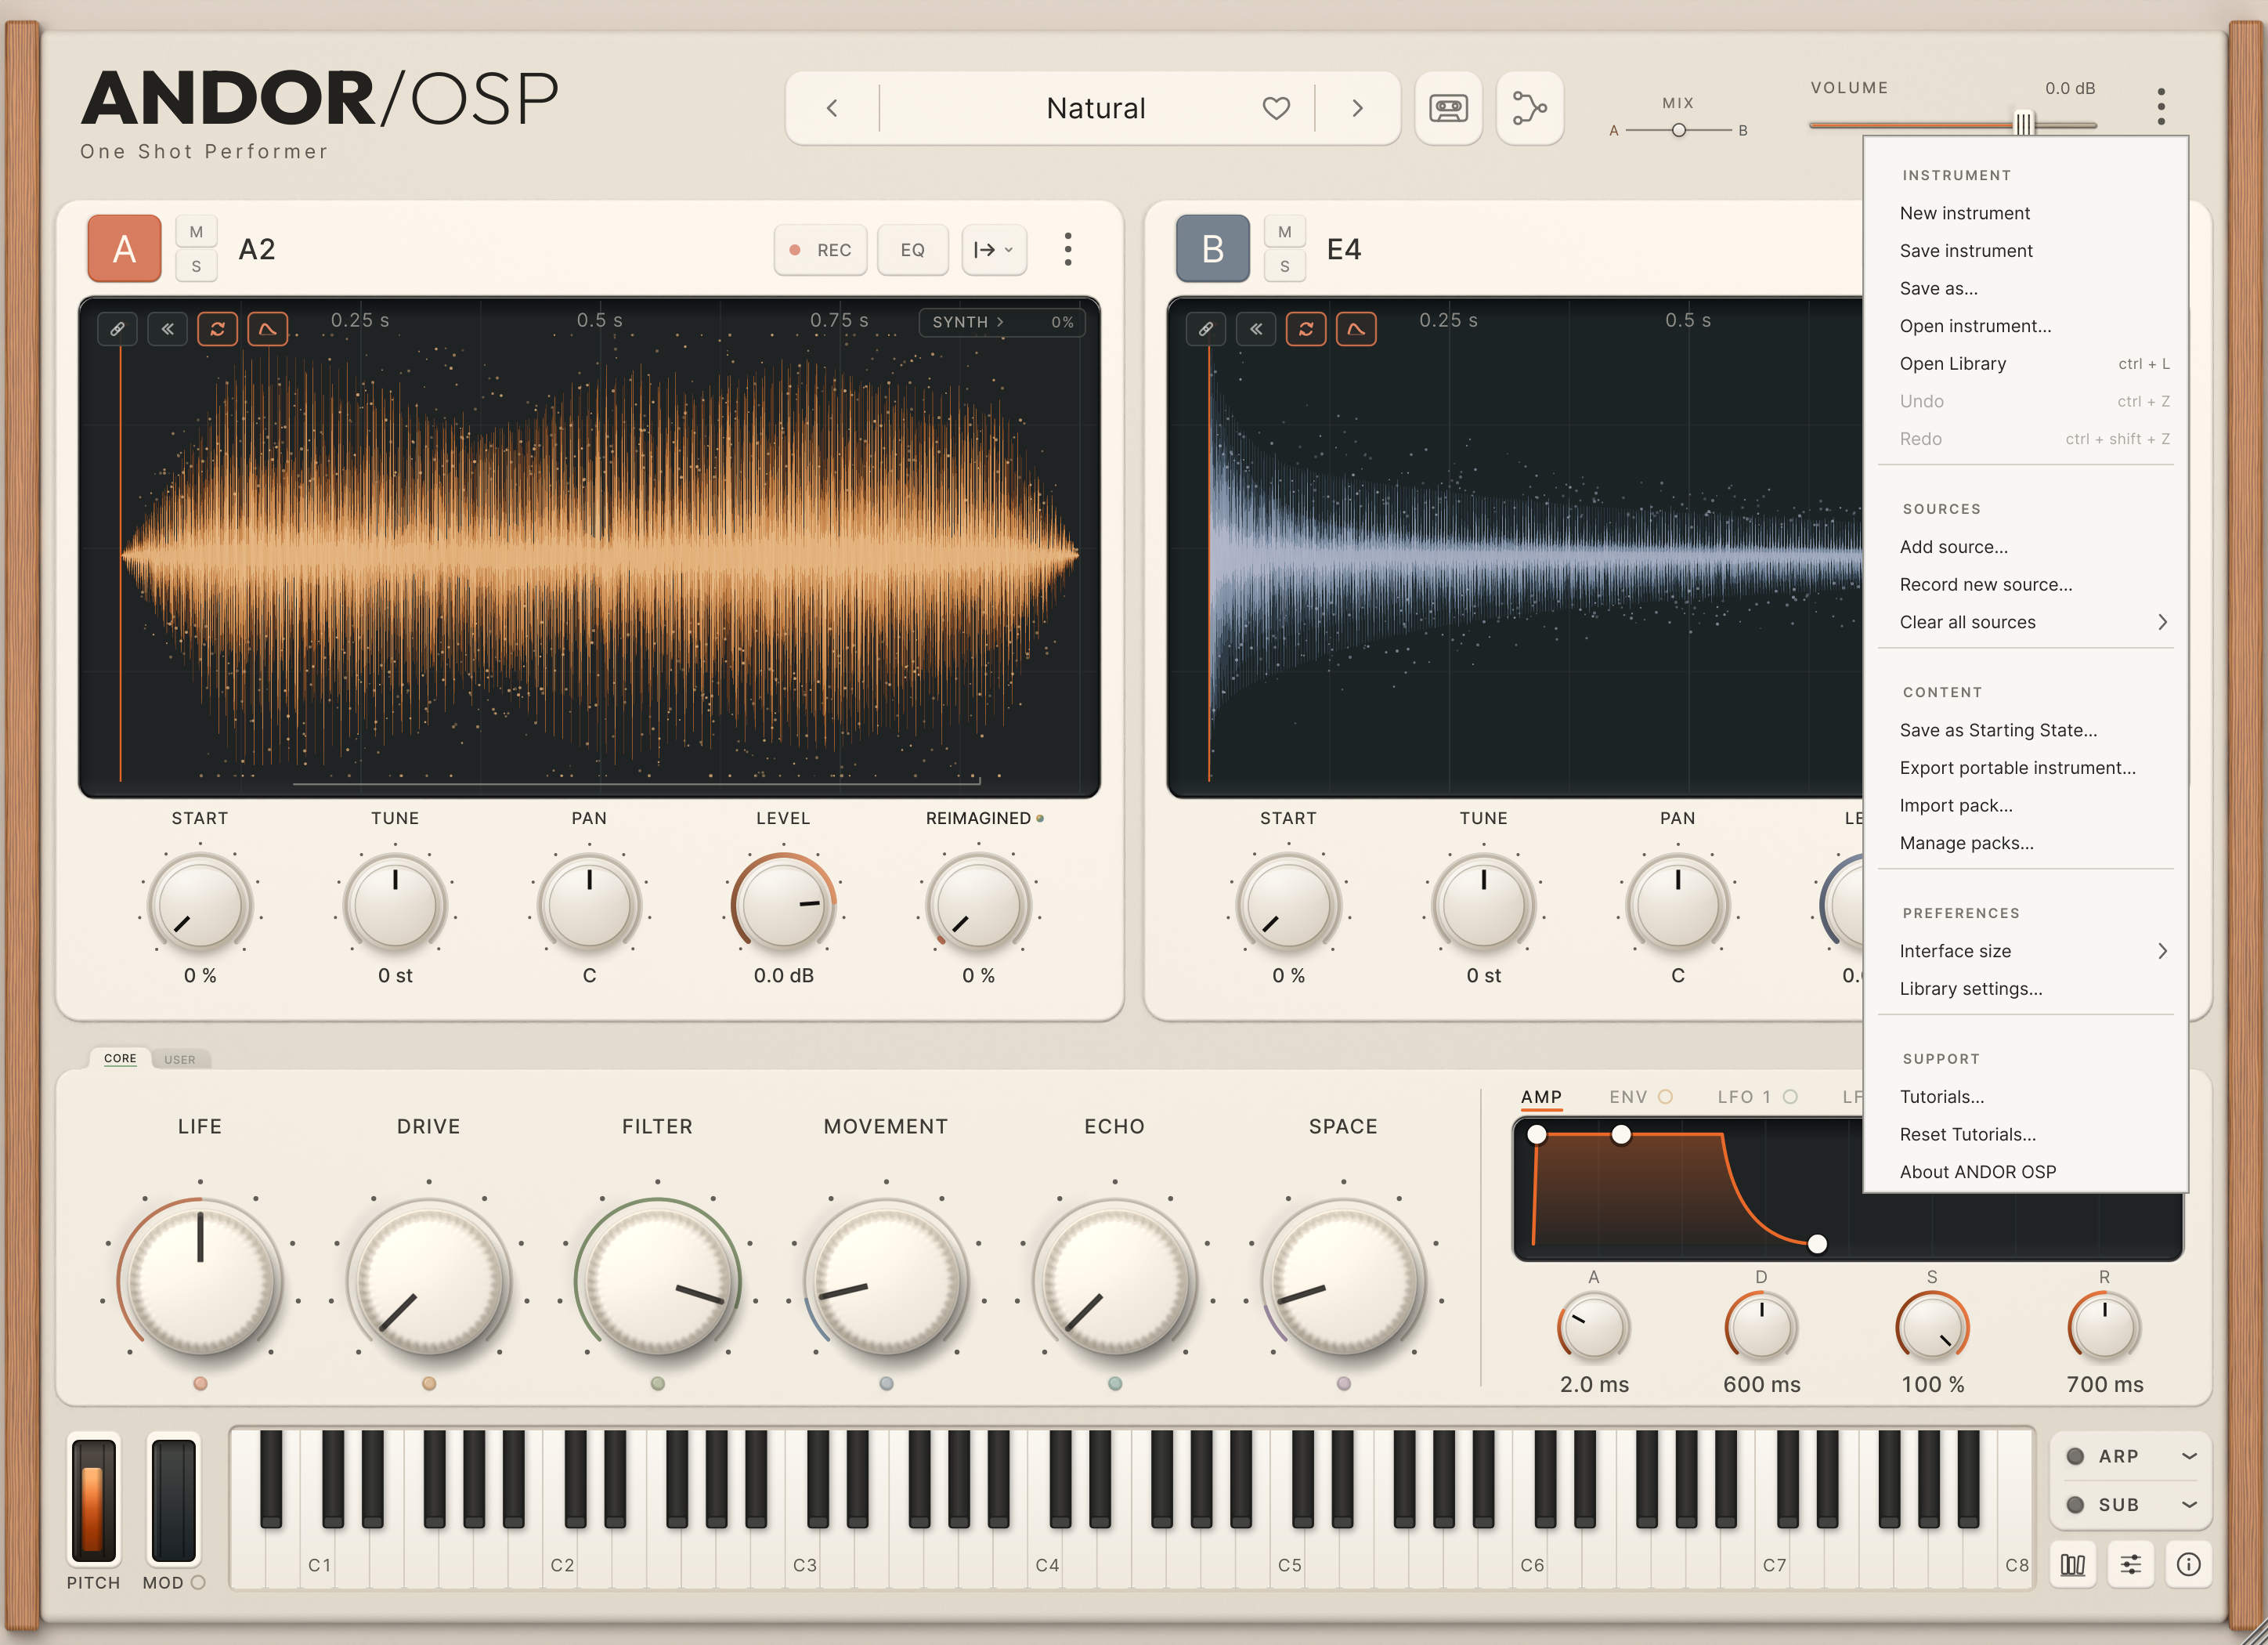 ANDOR/OSP
One Shot Performer
Natural
MIX
A B
VOLUME 0.0 dB
INSTRUMENT
New instrument
Save instrument
Save as...
Open instrument...
Open Library ctrl + L
Undo ctrl + Z
Redo ctrl + shift + Z
SOURCES
Add source...
Record new source...
Clear all sources
CONTENT
Save as Starting State...
Export portable instrument...
Import pack...
Manage packs...
PREFERENCES
Interface size
Library settings...
SUPPORT
Tutorials...
Reset Tutorials...
About ANDOR OSP
A M S A2 REC EQ
0.25 s 0.5 s 0.75 s SYNTH 0%
START TUNE PAN LEVEL REIMAGINED
0 % 0 st C 0.0 dB 0 %
B M S E4
0.25 s 0.5 s
START TUNE PAN LE
0 % 0 st C 0.
CORE USER
LIFE DRIVE FILTER MOVEMENT ECHO SPACE
AMP ENV LFO 1 LF
A D S R
2.0 ms 600 ms 100 % 700 ms
PITCH MOD
C1 C2 C3 C4 C5 C6 C7 C8
ARP
SUB